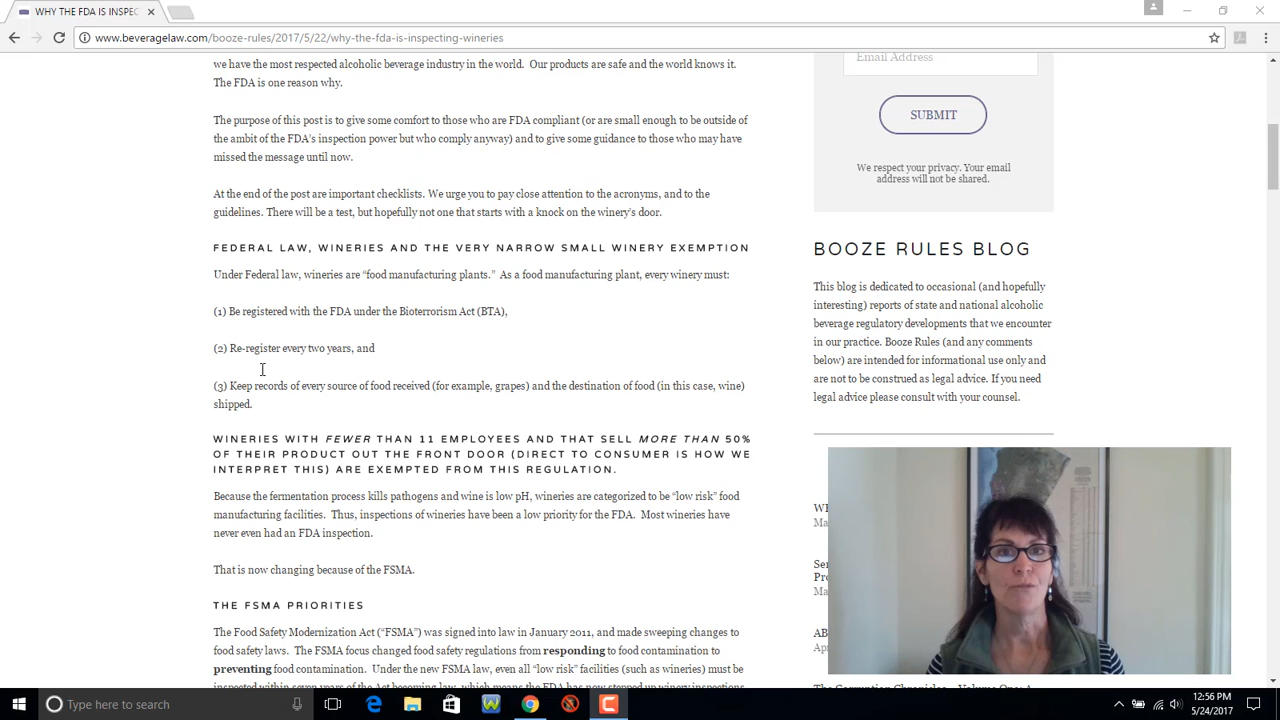 WHY THE FDA IS INSPEC
www.beveragelaw.com/booze-rules/2017/5/22/why-the-fda-is-inspecting-wineries
we have the most respected alcoholic beverage industry in the world. Our products are safe and the world knows it.
The FDA is one reason why.
The purpose of this post is to give some comfort to those who are FDA compliant (or are small enough to be outside of
the ambit of the FDA's inspection power but who comply anyway) and to give some guidance to those who may have
missed the message until now.
At the end of the post are important checklists. We urge you to pay close attention to the acronyms, and to the
guidelines. There will be a test, but hopefully not one that starts with a knock on the winery's door.
FEDERAL LAW, WINERIES AND THE VERY NARROW SMALL WINERY EXEMPTION
Under Federal law, wineries are “food manufacturing plants.” As a food manufacturing plant, every winery must:
(1) Be registered with the FDA under the Bioterrorism Act (BTA),
(2) Re-register every two years, and
(3) Keep records of every source of food received (for example, grapes) and the destination of food (in this case, wine)
shipped.
WINERIES WITH FEWER THAN 11 EMPLOYEES AND THAT SELL MORE THAN 50%
OF THEIR PRODUCT OUT THE FRONT DOOR (DIRECT TO CONSUMER IS HOW WE
INTERPRET THIS) ARE EXEMPTED FROM THIS REGULATION.
Because the fermentation process kills pathogens and wine is low pH, wineries are categorized to be “low risk” food
manufacturing facilities. Thus, inspections of wineries have been a low priority for the FDA. Most wineries have
never even had an FDA inspection.
That is now changing because of the FSMA.
THE FSMA PRIORITIES
The Food Safety Modernization Act (“FSMA”) was signed into law in January 2011, and made sweeping changes to
food safety laws. The FSMA focus changed food safety regulations from responding to food contamination to
preventing food contamination. Under the new FSMA law, even all “low risk” facilities (such as wineries) must be
inspected within seven years of the Act becoming law, which means the FDA has now stepped up winery inspections
Email Address
SUBMIT
We respect your privacy. Your email
address will not be shared.
BOOZE RULES BLOG
This blog is dedicated to occasional (and hopefully
interesting) reports of state and national alcoholic
beverage regulatory developments that we encounter
in our practice. Booze Rules (and any comments
below) are intended for informational use only and
are not to be construed as legal advice. If you need
legal advice please consult with your counsel.
Type here to search
12:56 PM
5/24/2017